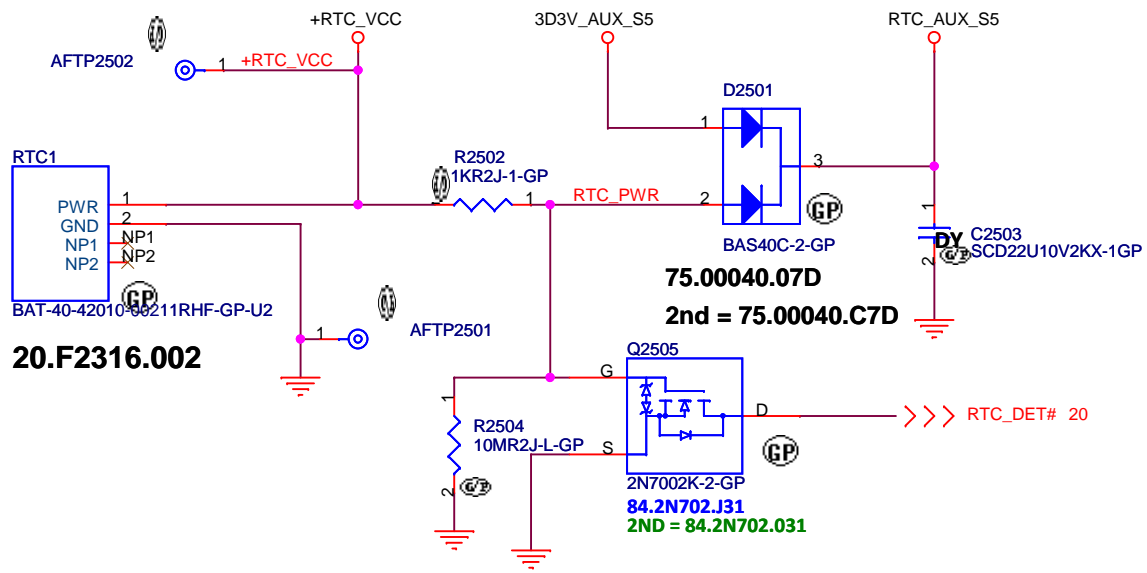 +RTC_VCC
3D3V_AUX_S5
RTC_AUX_S5
AFTP2502
1
+RTC_VCC
D2501
1
3
2
RTC1
PWR
GND
NP1
NP2
1
2
NP1
NP2
R2502
1KR2J-1-GP
1
RTC_PWR
GP
BAS40C-2-GP
75.00040.07D
2nd = 75.00040.C7D
1
DY
C2503
SCD22U10V2KX-1GP
G/P
2
GP
BAT-40-42010-00211RHF-GP-U2
20.F2316.002
1
AFTP2501
Q2505
G
D
S
GP
2N7002K-2-GP
84.2N702.J31
2ND = 84.2N702.031
RTC_DET# 20
1
R2504
10MR2J-L-GP
2
G/P